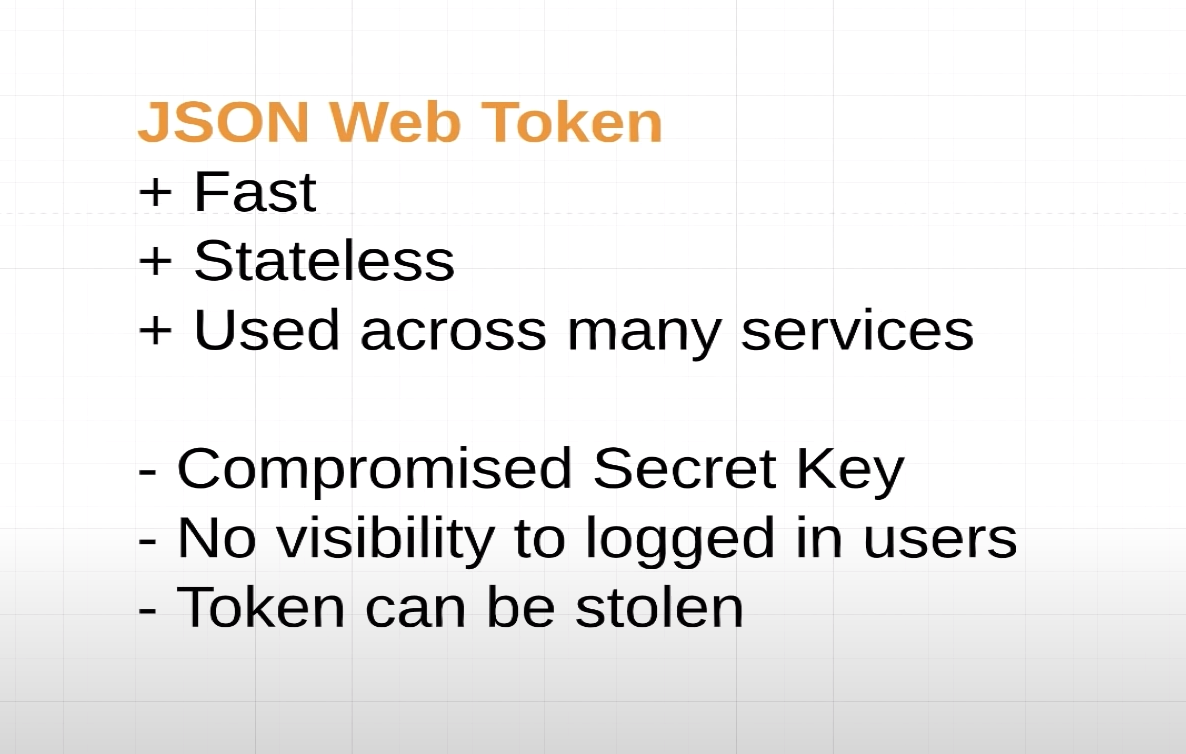 JSON Web Token
+ Fast
+ Stateless
+ Used across many services
- Compromised Secret Key
- No visibility to logged in users
- Token can be stolen